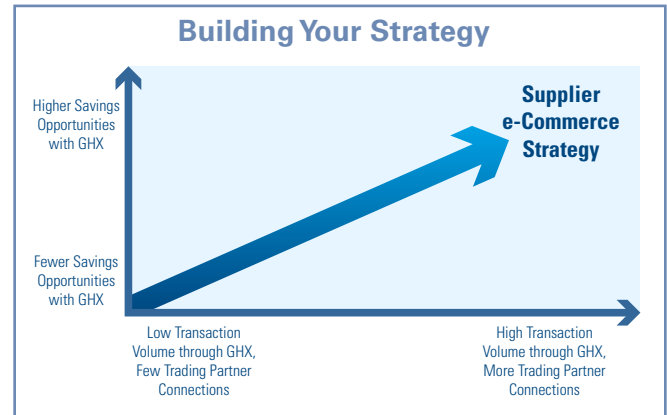 Building Your Strategy
Higher Savings
Opportunities
with GHX
Supplier
e-Commerce
Strategy
Fewer Savings
Opportunities
with GHX
Low Transaction
Volume through GHX,
Few Trading Partner
Connections
High Transaction
Volume through GHX,
More Trading Partner
Connections